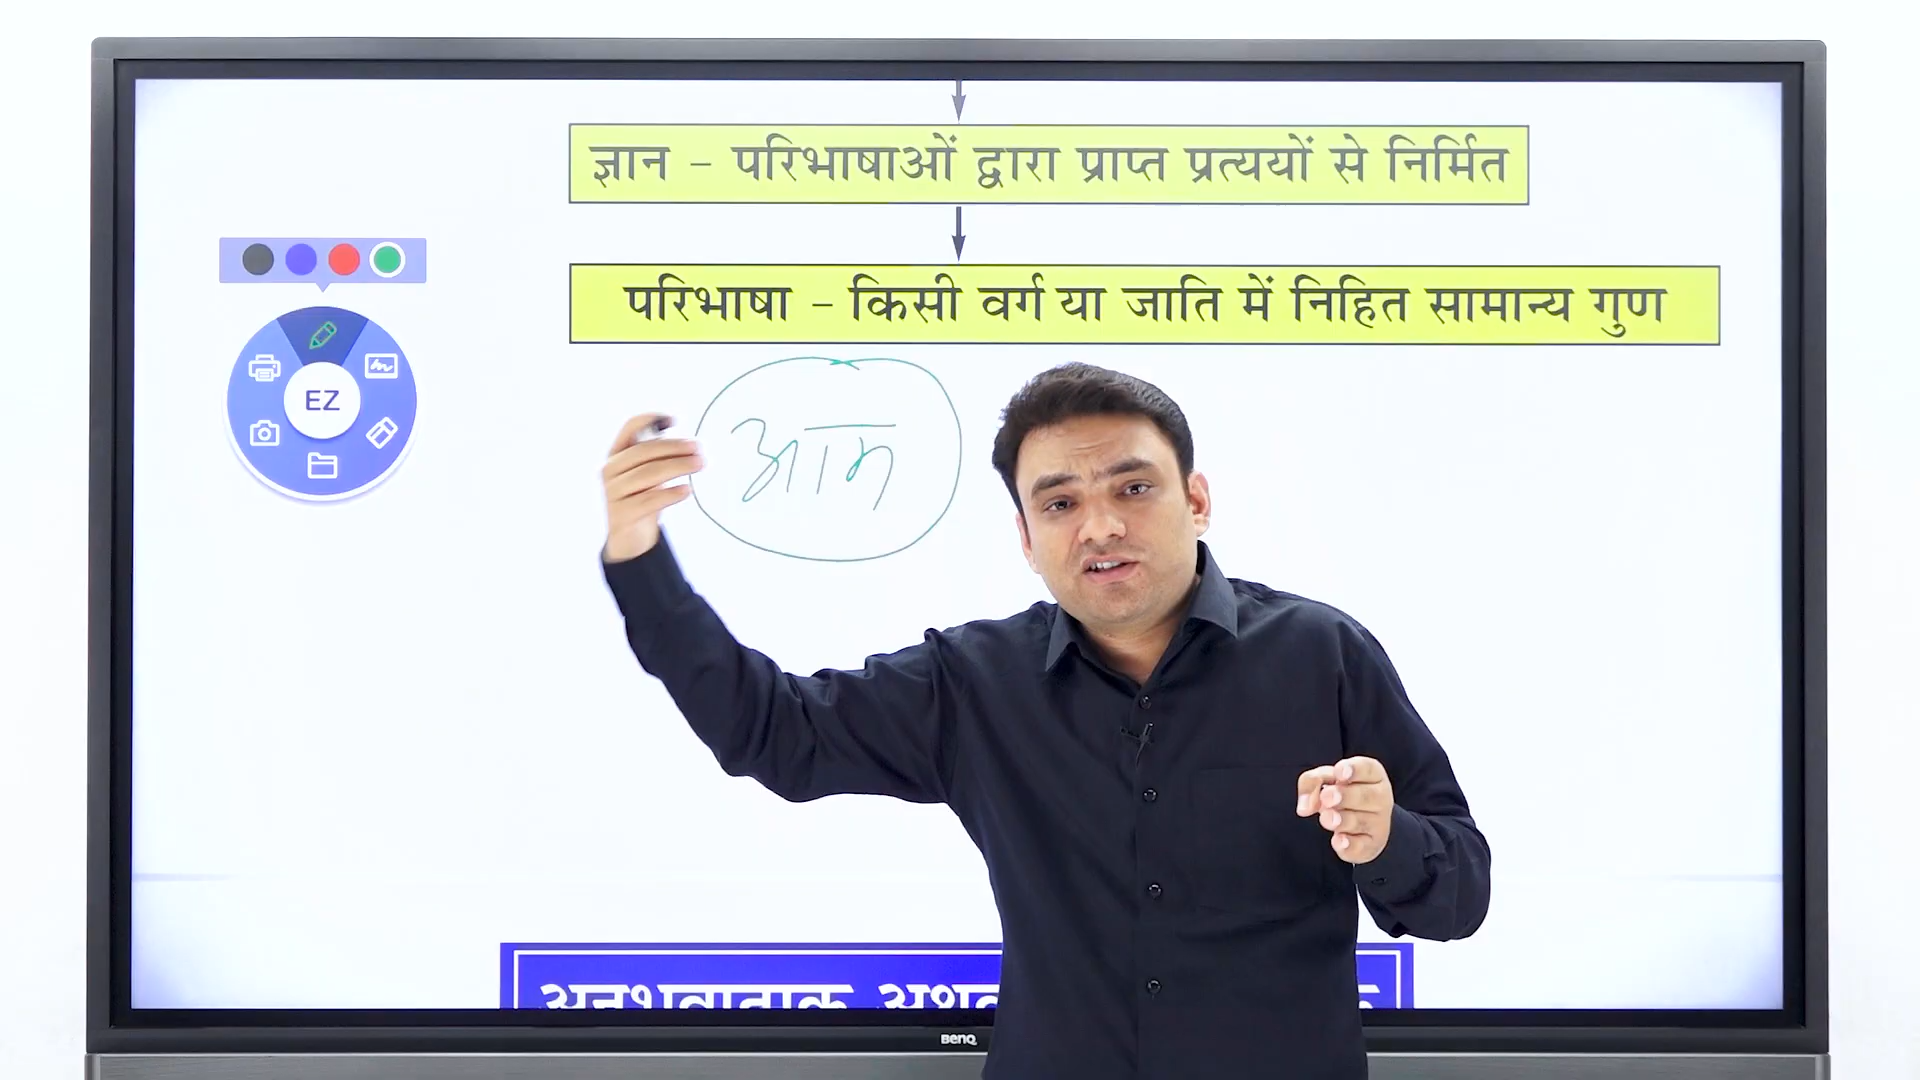 ज्ञान - परिभाषाओं द्वारा प्राप्त प्रत्ययों से निर्मित
परिभाषा - किसी वर्ग या जाति में निहित सामान्य गुण
EZ
आम
BenQ